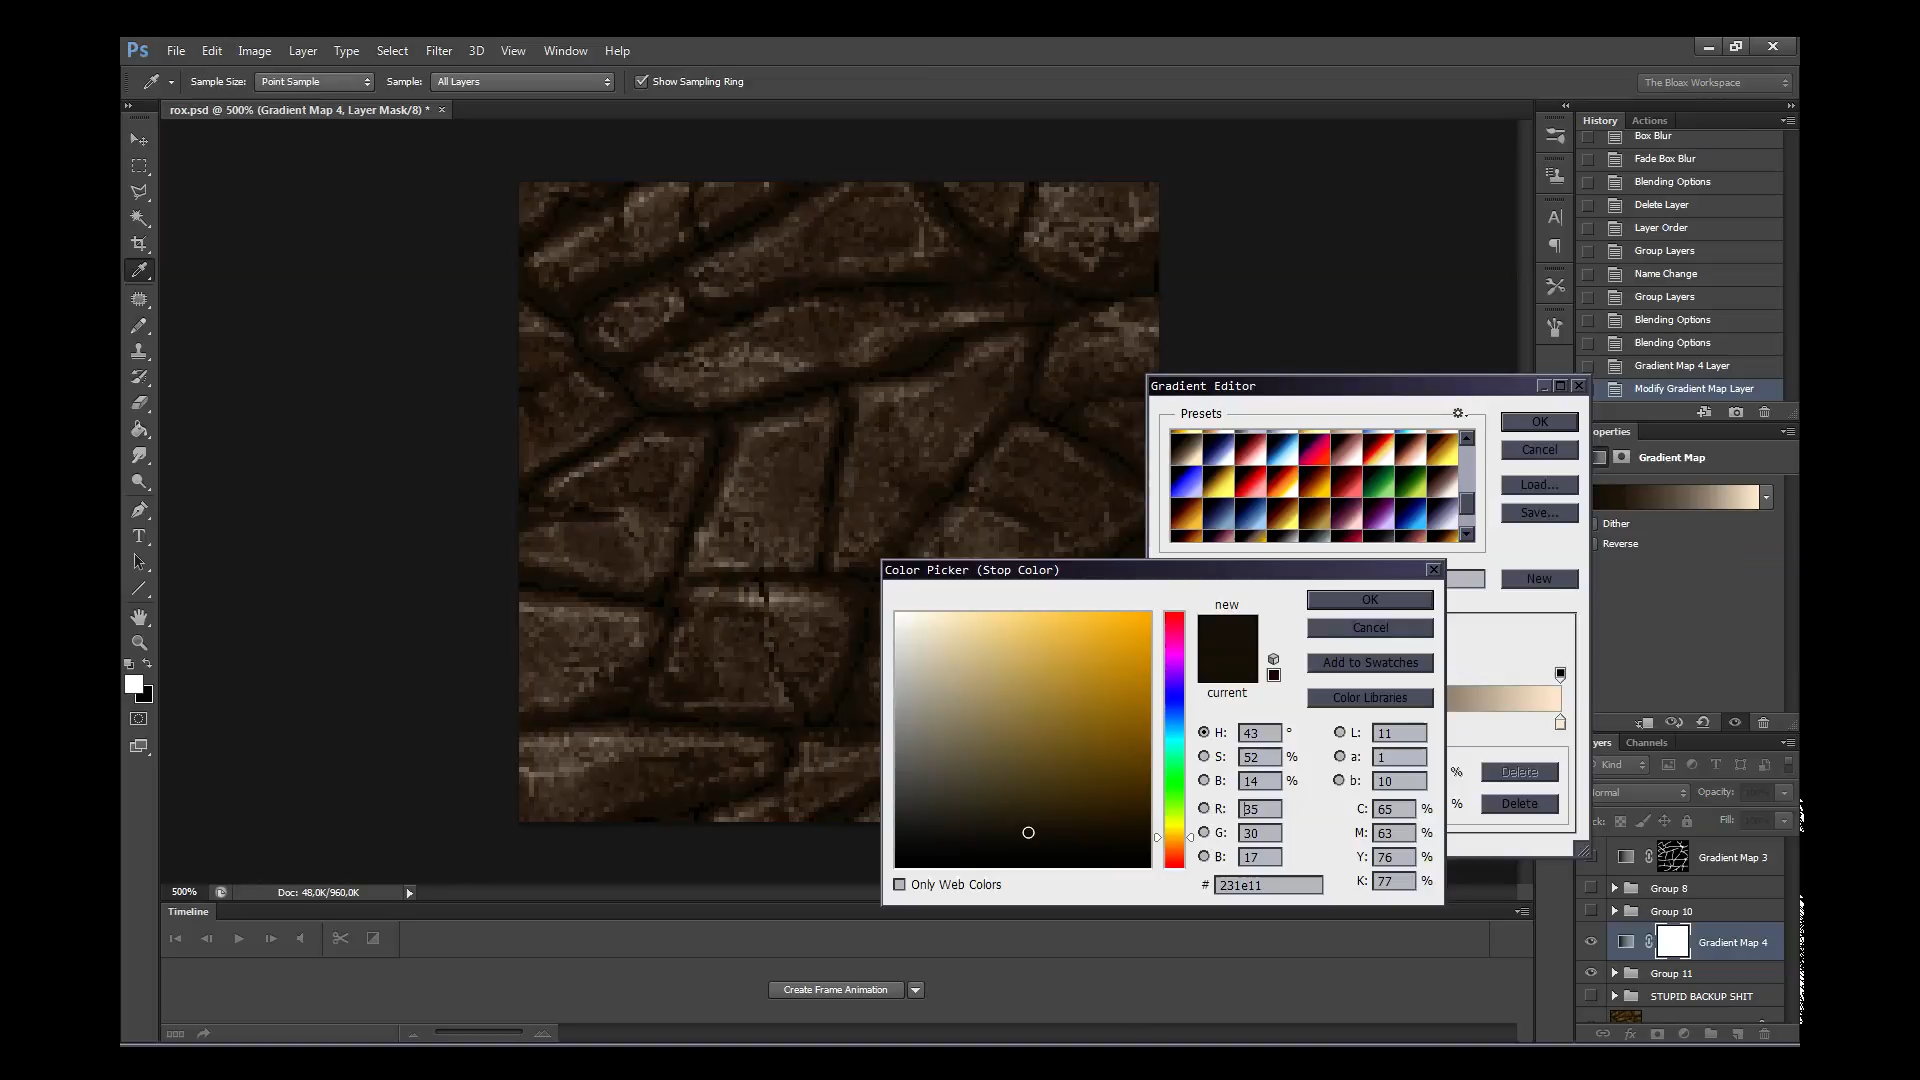 Ps File Edit Image Layer Type Select Filter 3D View Window Help
Sample Size: Point Sample Sample: All Layers Show Sampling Ring The Bloax Workspace
rox.psd @ 500% (Gradient Map 4, Layer Mask/8) *
History Actions
Box Blur
Fade Box Blur
Blending Options
Delete Layer
Layer Order
Group Layers
Name Change
Group Layers
Blending Options
Blending Options
Gradient Map 4 Layer
Modify Gradient Map Layer
operties
Gradient Map
Dither
Reverse
Gradient Editor
Presets
OK
Cancel
Load...
Save...
New
% Delete
% Delete
Color Picker (Stop Color)
new
current
OK
Cancel
Add to Swatches
Color Libraries
H: 43 °
S: 52 %
B: 14 %
R: 35
G: 30
B: 17
# 231e11
L: 11
a: 1
b: 10
C: 65 %
M: 63 %
Y: 76 %
K: 77 %
Only Web Colors
yers Channels
Kind
ormal Opacity: 100%
Fill:
Gradient Map 3
Group 8
Group 10
Gradient Map 4
Group 11
STUPID BACKUP SHIT
500% Doc: 48,0K/960,0K
Timeline
Create Frame Animation